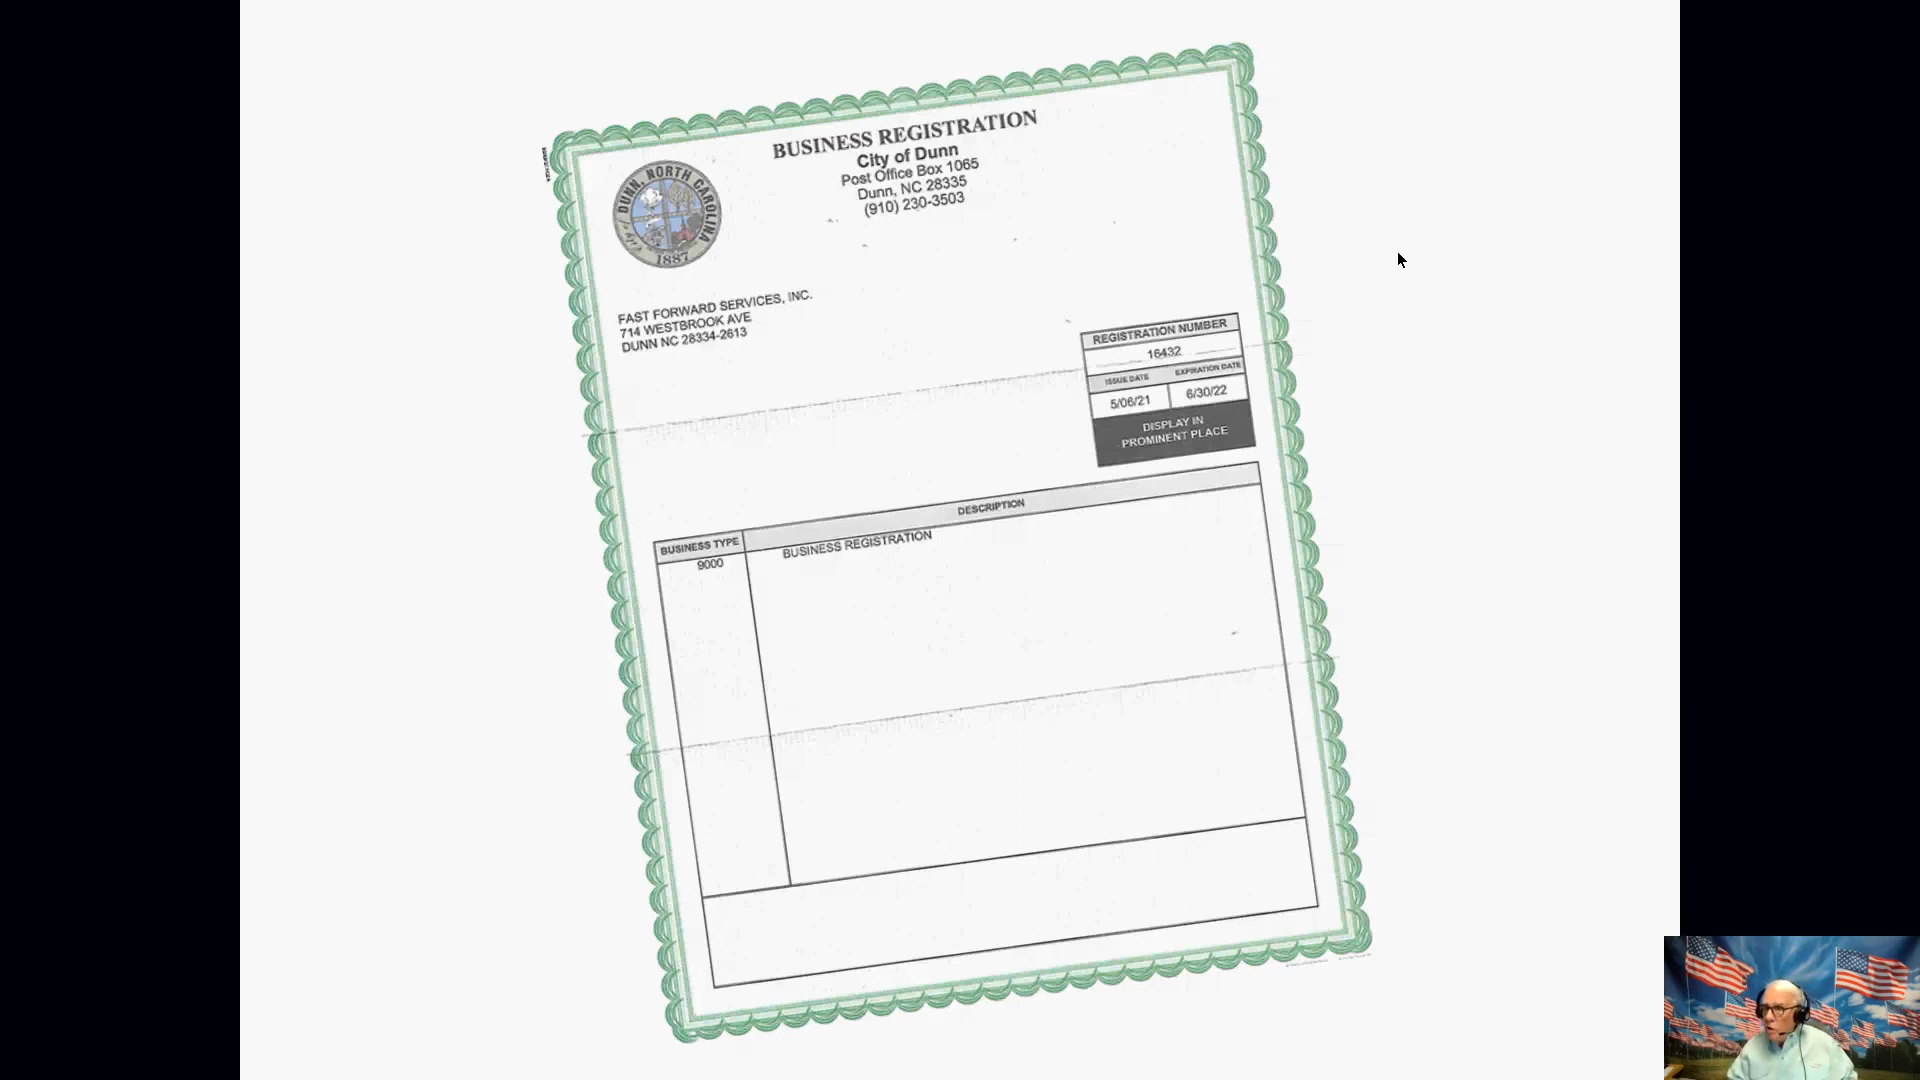 BUSINESS REGISTRATION
City of Dunn
Post Office Box 1065
Dunn, NC 28335
(910) 230-3503
DUNN, NORTH CAROLINA
City of
1887
FAST FORWARD SERVICES, INC.
714 WESTBROOK AVE
DUNN NC 28334-2613
REGISTRATION NUMBER
16432
ISSUE DATE EXPIRATION DATE
5/06/21 6/30/22
DISPLAY IN
PROMINENT PLACE
BUSINESS TYPE DESCRIPTION
9000 BUSINESS REGISTRATION